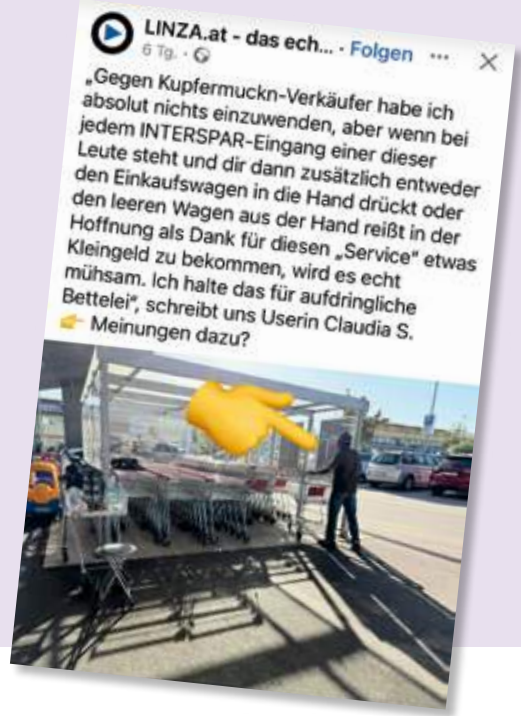 LINZA.at - das ech... · Folgen ··· ×
6 Tg. ·
„Gegen Kupfermuckn-Verkäufer habe ich
absolut nichts einzuwenden, aber wenn bei
jedem INTERSPAR-Eingang einer dieser
Leute steht und dir dann zusätzlich entweder
den Einkaufswagen in die Hand drückt oder
den leeren Wagen aus der Hand reißt in der
Hoffnung als Dank für diesen „Service“ etwas
Kleingeld zu bekommen, wird es echt
mühsam. Ich halte das für aufdringliche
Bettelei“, schreibt uns Userin Claudia S.
👉 Meinungen dazu?